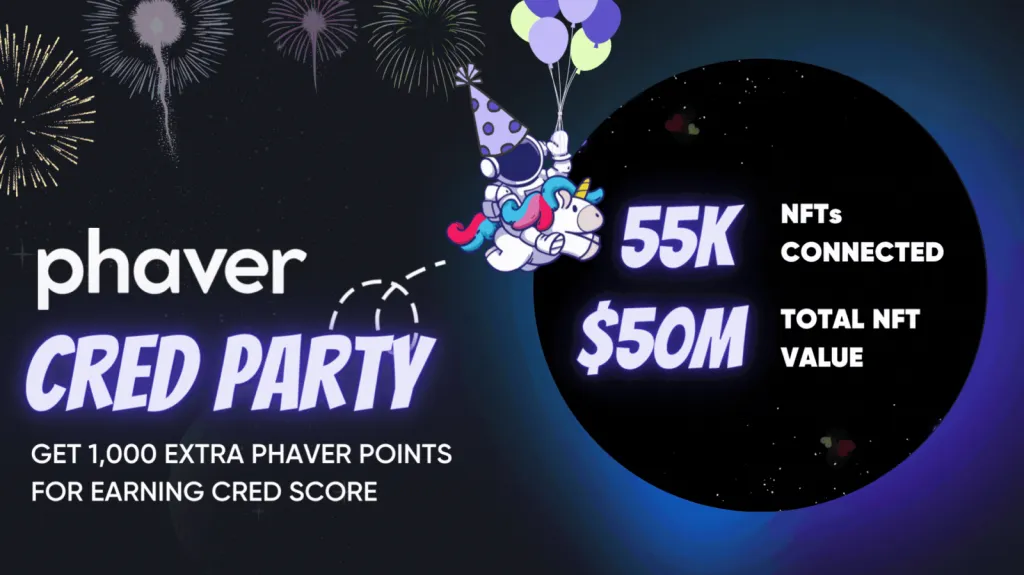 phaver
CRED PARTY
GET 1,000 EXTRA PHAVER POINTS
FOR EARNING CRED SCORE
55K
NFTs
CONNECTED
$50M
TOTAL NFT
VALUE